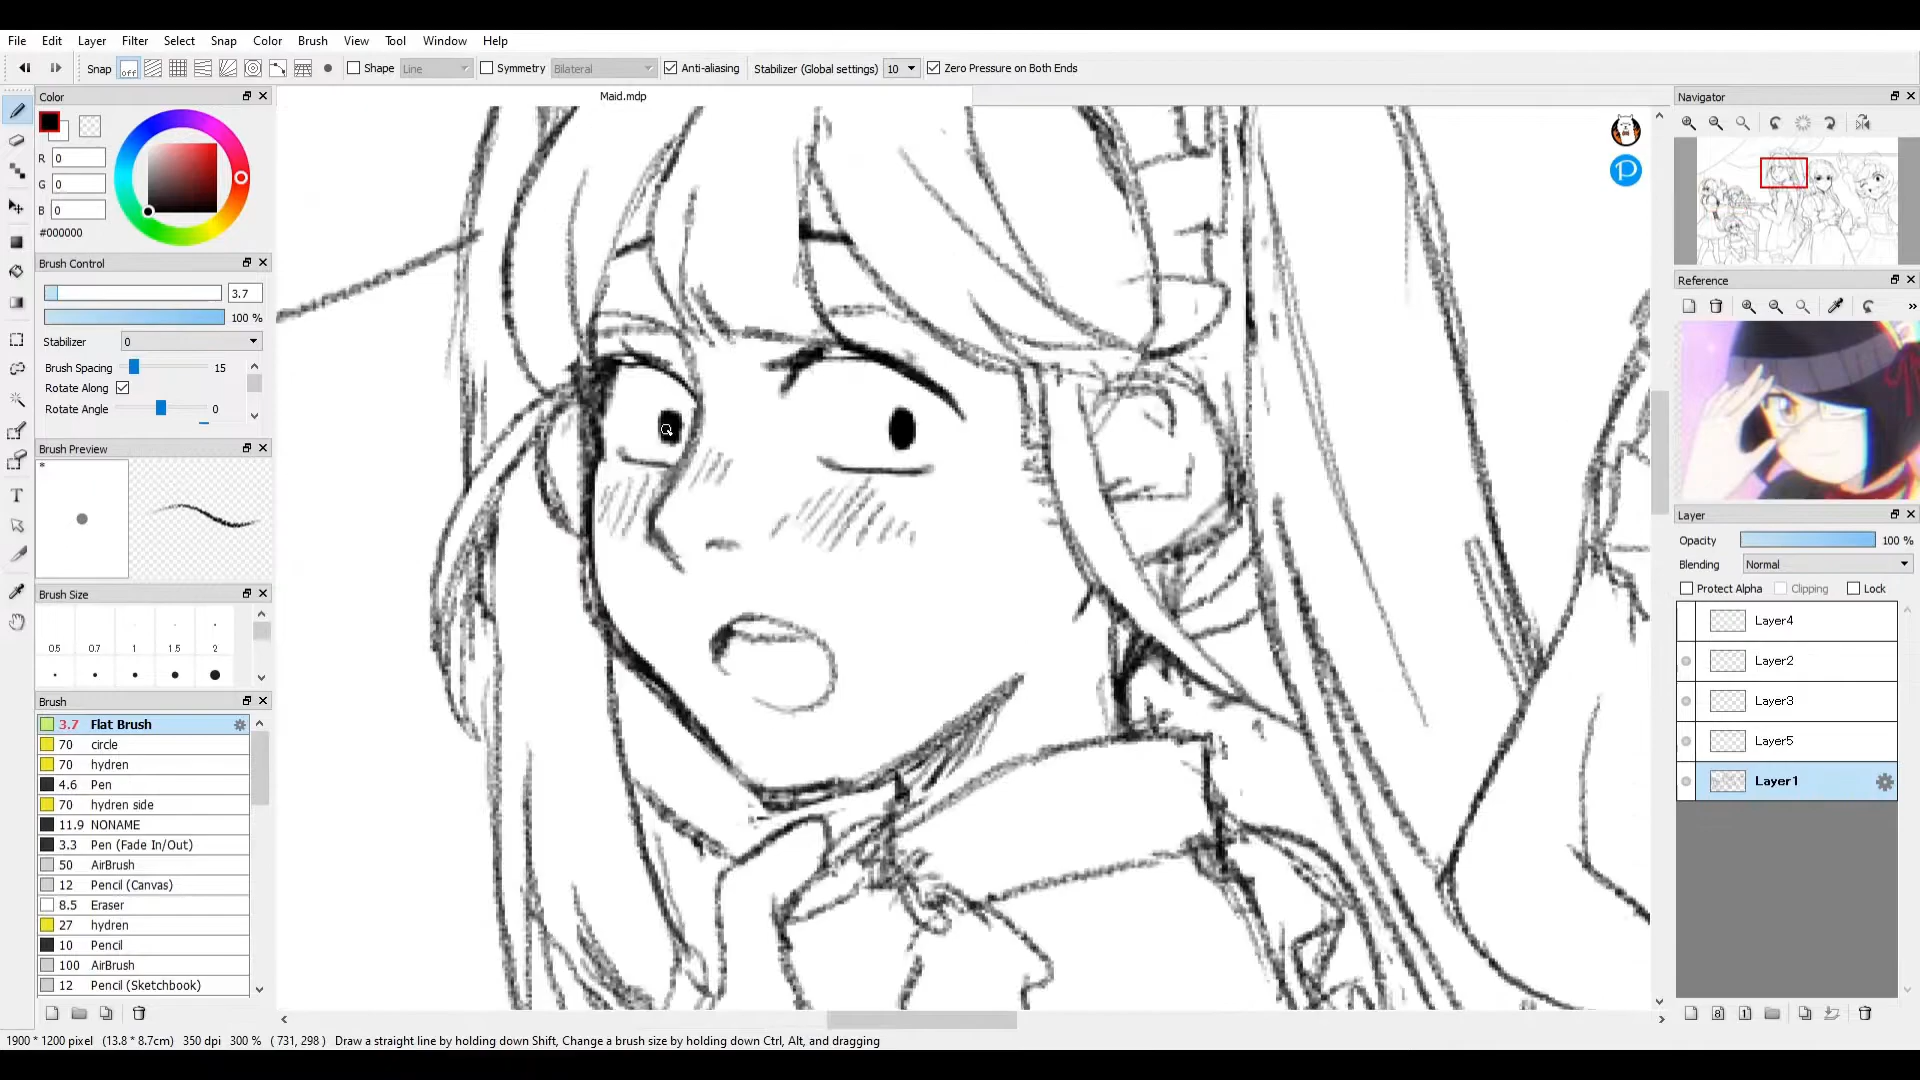 File Edit Layer Filter Select Snap Color Brush View Tool Window Help
Snap off Shape Line Symmetry Bilateral Anti-aliasing Stabilizer (Global settings) 10 Zero Pressure on Both Ends
Color
R 0
G 0
B 0
#000000
Brush Control
3.7
100 %
Stabilizer 0
Brush Spacing 15
Rotate Along
Rotate Angle 0
Brush Preview
*
Brush Size
0.5 0.7 1 1.5 2
Brush
3.7 Flat Brush
70 circle
70 hydren
4.6 Pen
70 hydren side
11.9 NONAME
3.3 Pen (Fade In/Out)
50 AirBrush
12 Pencil (Canvas)
8.5 Eraser
27 hydren
10 Pencil
100 AirBrush
12 Pencil (Sketchbook)
Maid.mdp
P
Navigator
Reference
»
Layer
Opacity 100 %
Blending Normal
Protect Alpha Clipping Lock
Layer4
Layer2
Layer3
Layer5
Layer1
8 1
T
1900 * 1200 pixel (13.8 * 8.7cm) 350 dpi 300 % ( 731, 298 ) Draw a straight line by holding down Shift, Change a brush size by holding down Ctrl, Alt, and dragging